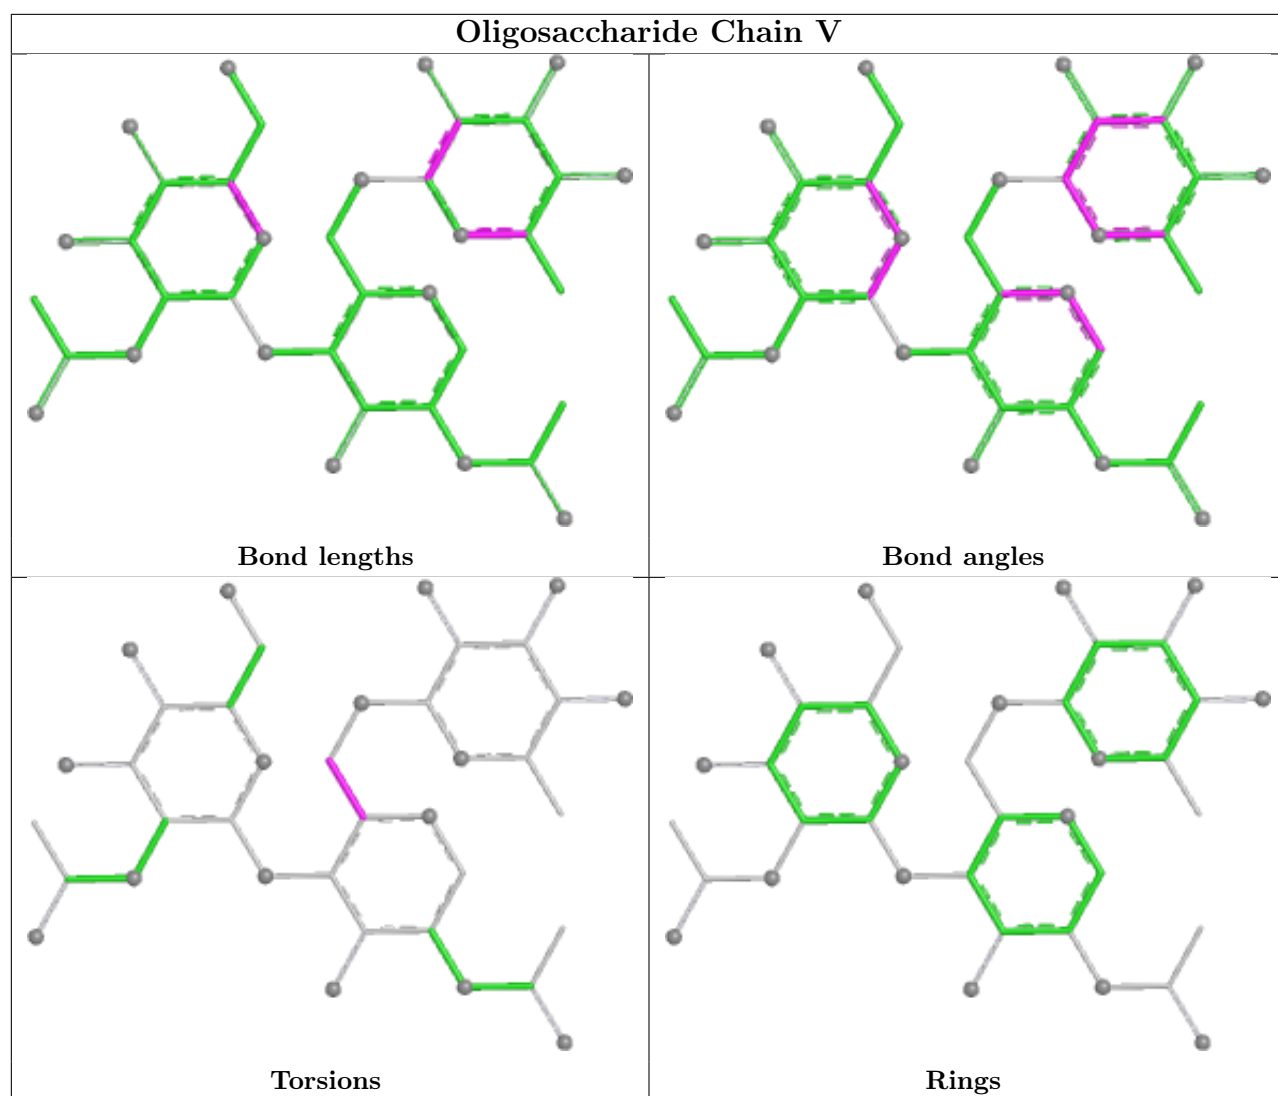 Oligosaccharide Chain V
Bond lengths
Bond angles
Torsions
Rings